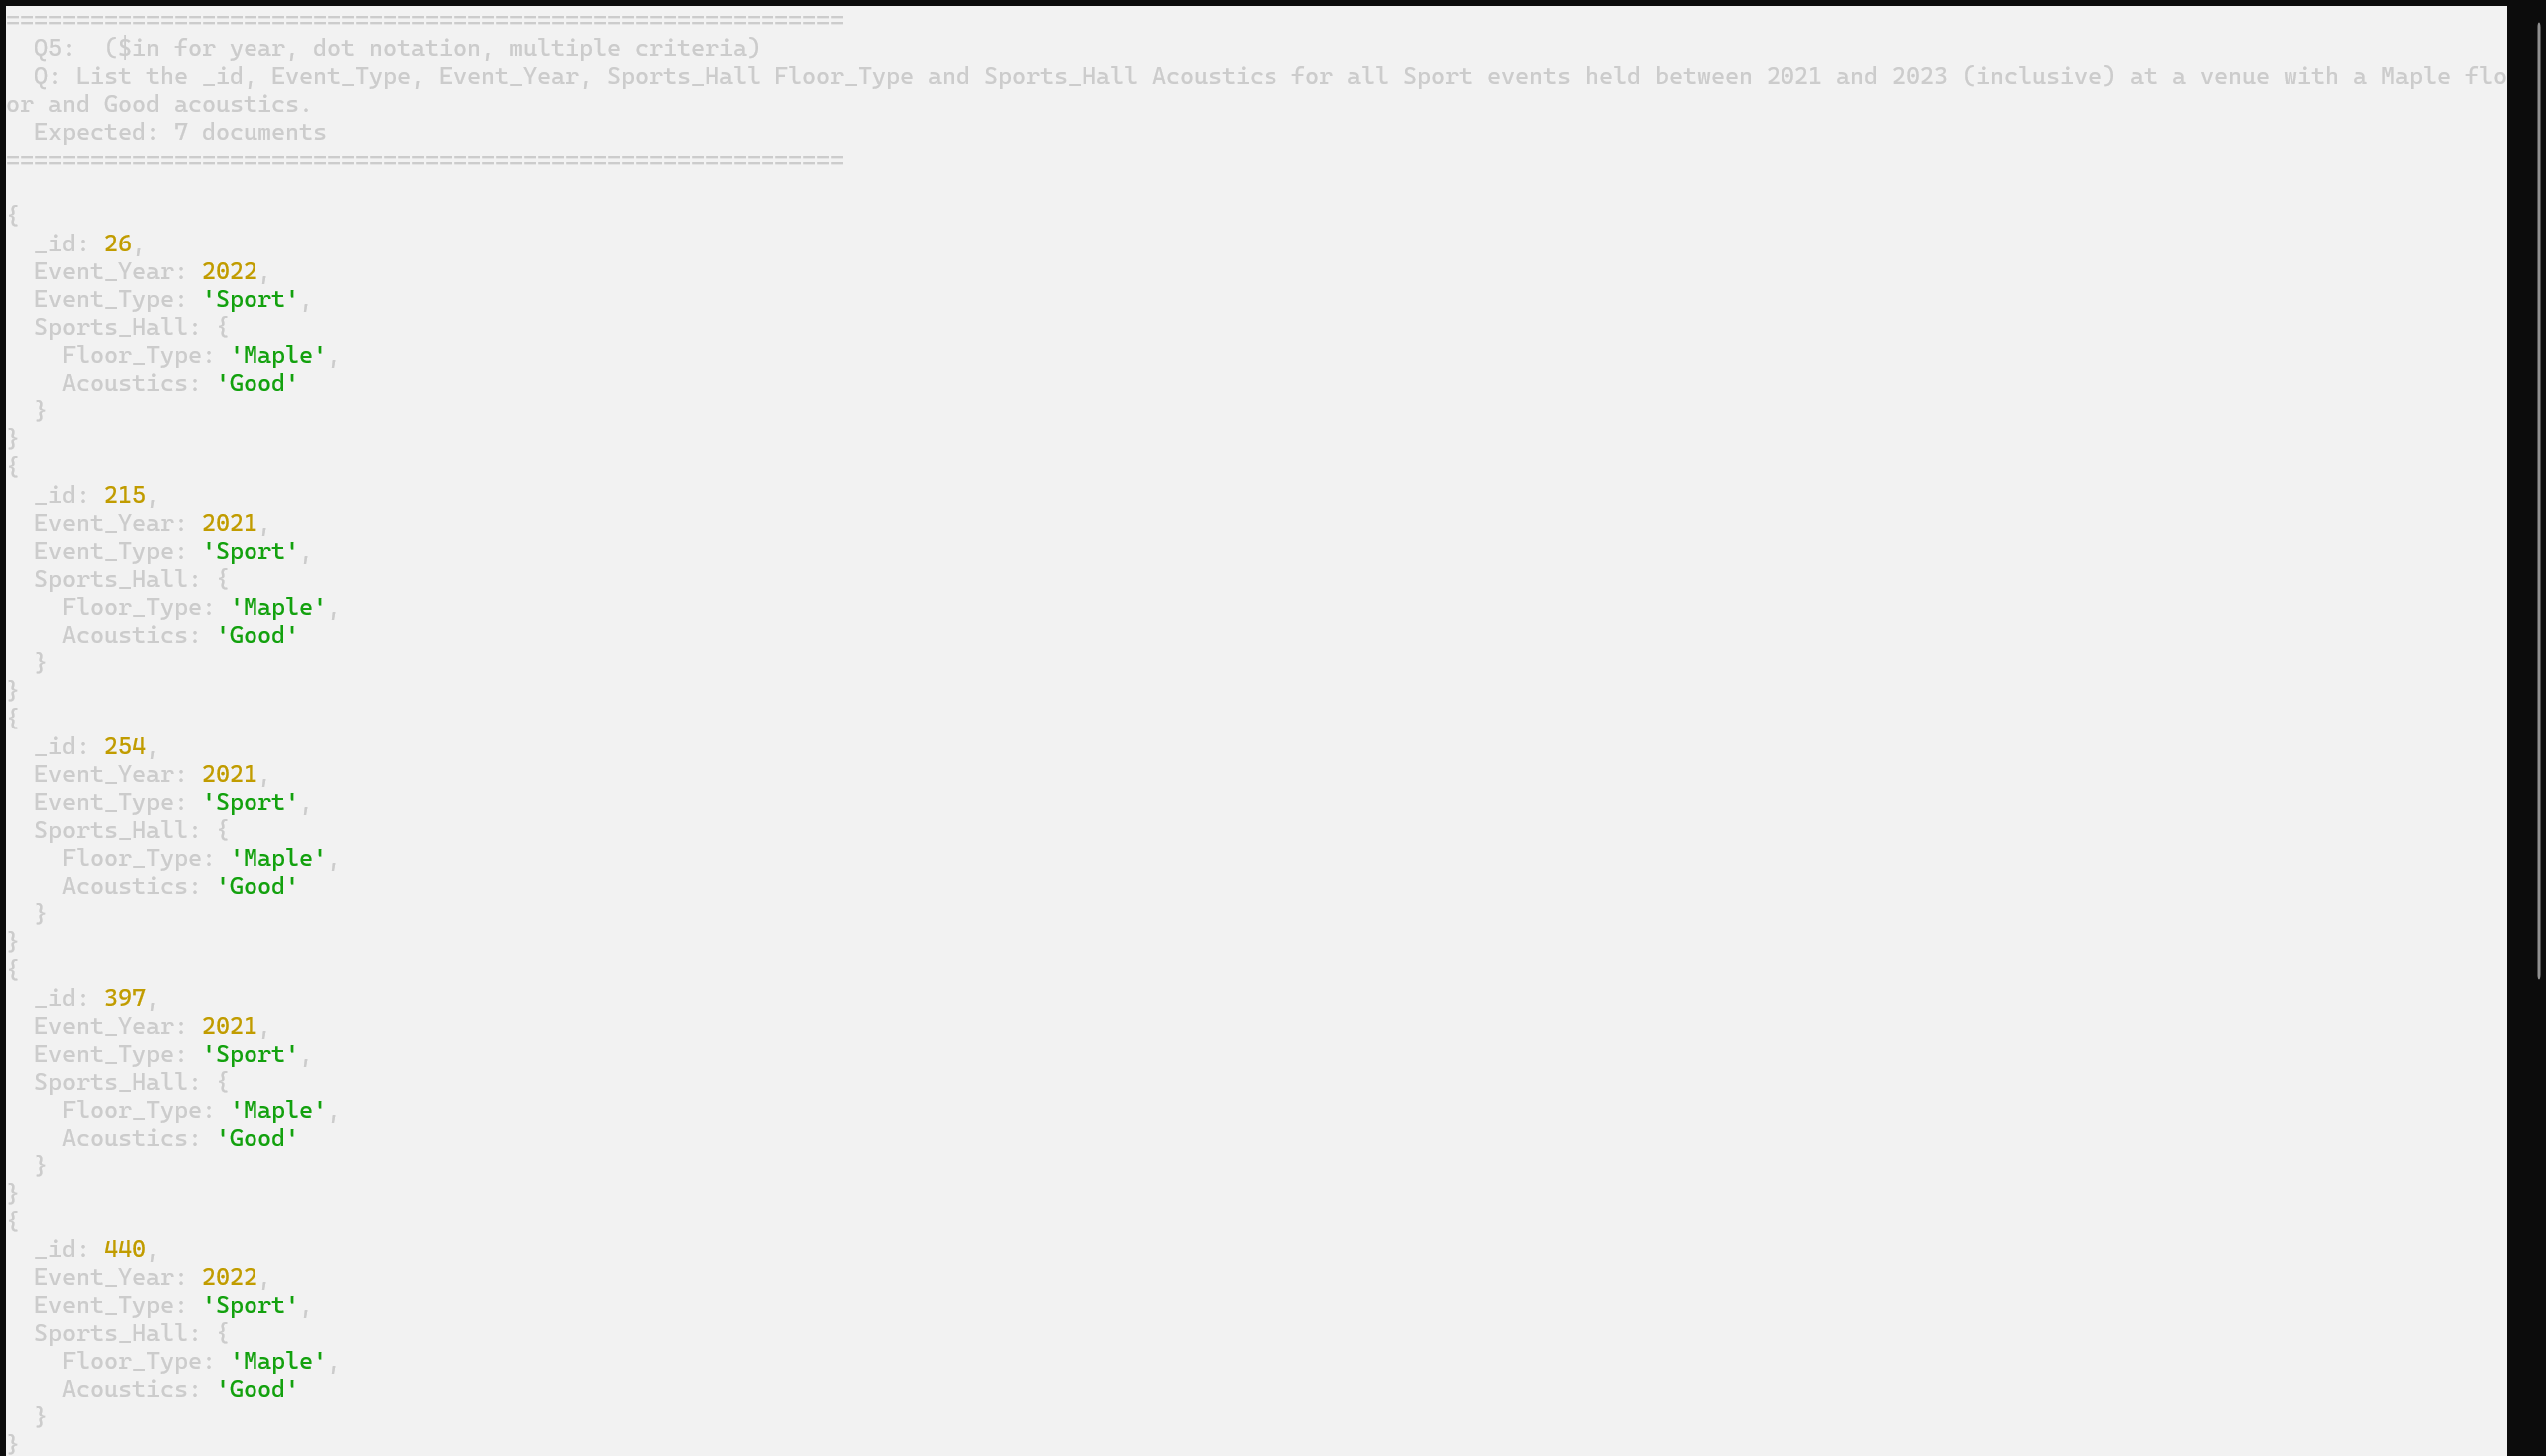 ============================================================
  Q5:  ($in for year, dot notation, multiple criteria)
  Q: List the _id, Event_Type, Event_Year, Sports_Hall Floor_Type and Sports_Hall Acoustics for all Sport events held between 2021 and 2023 (inclusive) at a venue with a Maple flo
or and Good acoustics.
  Expected: 7 documents
============================================================

{
  _id: 26,
  Event_Year: 2022,
  Event_Type: 'Sport',
  Sports_Hall: {
    Floor_Type: 'Maple',
    Acoustics: 'Good'
  }
}
{
  _id: 215,
  Event_Year: 2021,
  Event_Type: 'Sport',
  Sports_Hall: {
    Floor_Type: 'Maple',
    Acoustics: 'Good'
  }
}
{
  _id: 254,
  Event_Year: 2021,
  Event_Type: 'Sport',
  Sports_Hall: {
    Floor_Type: 'Maple',
    Acoustics: 'Good'
  }
}
{
  _id: 397,
  Event_Year: 2021,
  Event_Type: 'Sport',
  Sports_Hall: {
    Floor_Type: 'Maple',
    Acoustics: 'Good'
  }
}
{
  _id: 440,
  Event_Year: 2022,
  Event_Type: 'Sport',
  Sports_Hall: {
    Floor_Type: 'Maple',
    Acoustics: 'Good'
  }
}